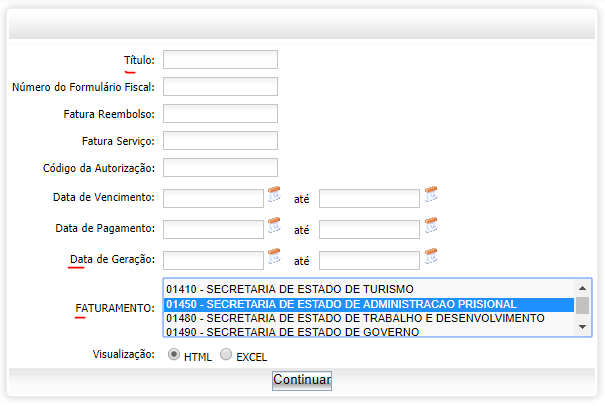 Título:
Número do Formulário Fiscal:
Fatura Reembolso:
Fatura Serviço:
Código da Autorização:
Data de Vencimento: até
Data de Pagamento: até
Data de Geração: até
FATURAMENTO:
01410 - SECRETARIA DE ESTADO DE TURISMO
01450 - SECRETARIA DE ESTADO DE ADMINISTRACAO PRISIONAL
01480 - SECRETARIA DE ESTADO DE TRABALHO E DESENVOLVIMENTO
01490 - SECRETARIA DE ESTADO DE GOVERNO
Visualização: HTML EXCEL
Continuar